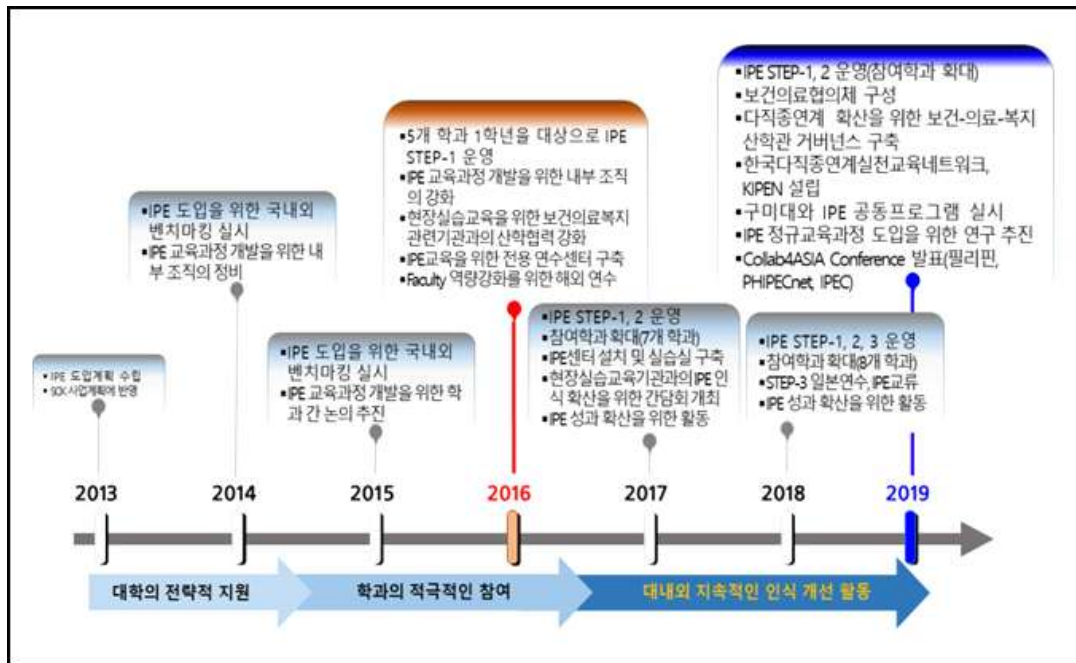 ▪IPE 도입계획 수립
▪SCK사업계획에 반영
2013
▪IPE 도입을 위한 국내외
벤치마킹 실시
▪IPE 교육과정 개발을 위한 내
부 조직의 정비
2014
▪IPE 도입을 위한 국내외
벤치마킹 실시
▪IPE 교육과정 개발을 위한 학
과 간 논의 추진
2015
▪5개 학과 1학년을 대상으로 IPE
STEP-1 운영
▪IPE 교육과정 개발을 위한 내부 조직
의 강화
▪현장실습교육을 위한 보건의료복지
관련기관과의 산학협력 강화
▪IPE교육을 위한 전용 연수센터 구축
▪Faculty 역량강화를 위한 해외 연수
2016
▪IPE STEP-1, 2 운영
▪참여학과 확대(7개 학과)
▪IPE센터 설치 및 실습실 구축
▪현장실습교육기관과의 IPE 인
식 확산을 위한 간담회 개최
▪IPE 성과 확산을 위한 활동
2017
▪IPE STEP-1, 2, 3 운영
▪참여학과 확대(8개 학과)
▪STEP-3 일본연수, IPE교류
▪IPE 성과 확산을 위한 활동
2018
▪IPE STEP-1, 2 운영(참여학과 확대)
▪보건의료협의체 구성
▪다직종연계 확산을 위한 보건-의료-복지
산학관 거버넌스 구축
▪한국다직종연계실천교육네트워크,
KIPEN 설립
▪구미대와 IPE 공동프로그램 실시
▪IPE 정규교육과정 도입을 위한 연구 추진
▪Collab4ASIA Conference 발표(필리핀,
PHIPECnet, IPEC)
2019
대학의 전략적 지원
학과의 적극적인 참여
대내외 지속적인 인식 개선 활동